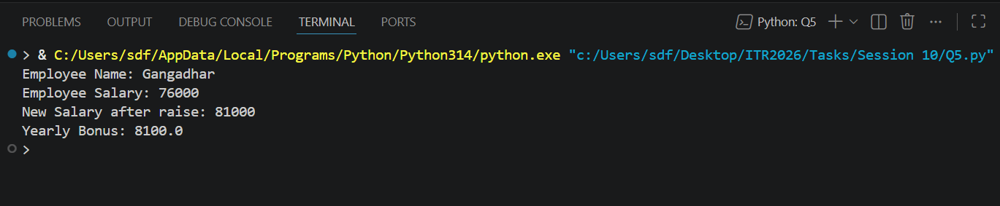 PROBLEMS OUTPUT DEBUG CONSOLE TERMINAL PORTS Python: Q5
> & C:/Users/sdf/AppData/Local/Programs/Python/Python314/python.exe "c:/Users/sdf/Desktop/ITR2026/Tasks/Session 10/Q5.py"
Employee Name: Gangadhar
Employee Salary: 76000
New Salary after raise: 81000
Yearly Bonus: 8100.0
>